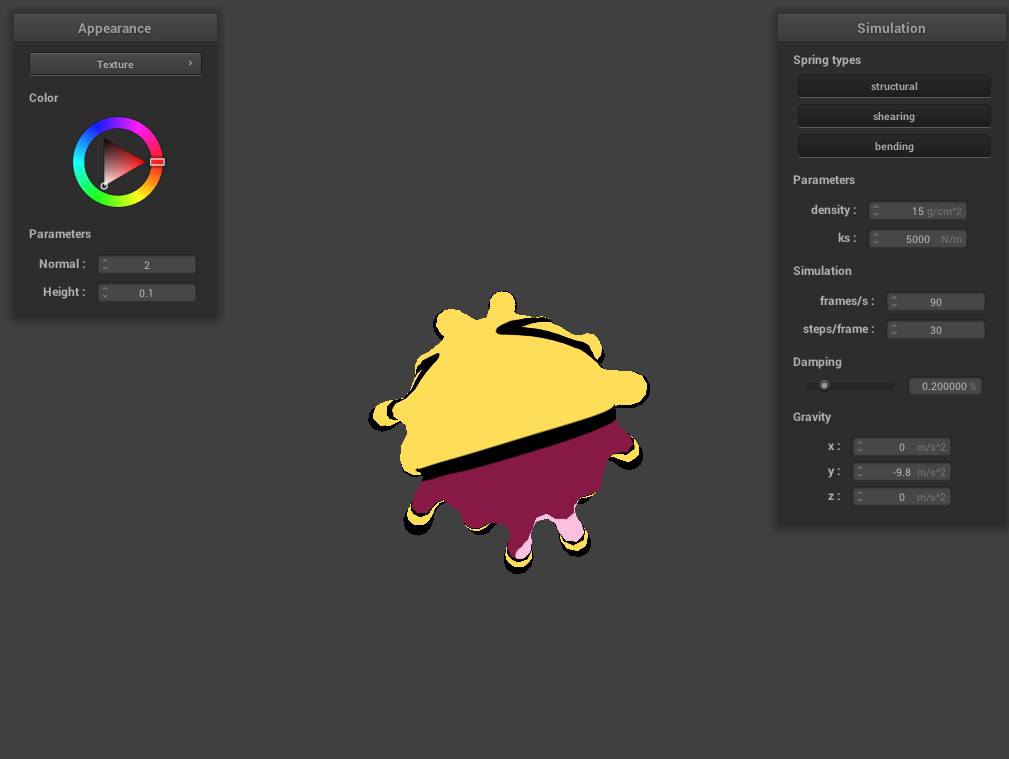 Appearance
Texture
Color
Parameters
Normal : 2
Height : 0.1
Simulation
Spring types
structural
shearing
bending
Parameters
density : 15 g/cm^2
ks : 5000 N/m
Simulation
frames/s : 90
steps/frame : 30
Damping
0.200000 %
Gravity
x : 0 m/s^2
y : -9.8 m/s^2
z : 0 m/s^2